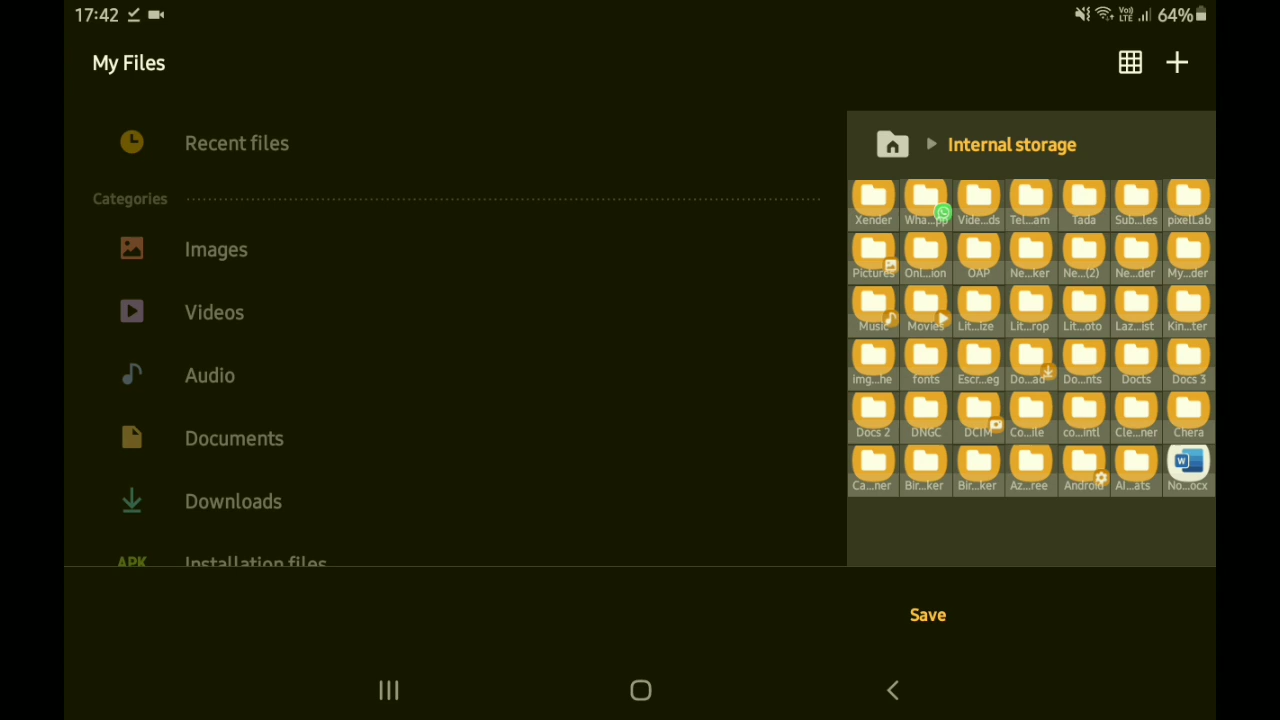 17:42 Vo)) LTE 64%
My Files
Recent files
Categories
Images
Videos
Audio
Documents
Downloads
APK Installation files
Internal storage
Xender Wha...pp Vide...ds Tel...am Tada Sub...les pixelLab
Pictures Onl...ion OAP Ne...ker Ne...(2) Ne...der My...der
Music Movies Lit...ize Lit...rop Lit...oto Laz...ist Kin...ter
img...he fonts Escr...eg Do...ad Do...nts Docts Docs 3
Docs 2 DNGC DCIM Co...ile co...intl Cle...ner Chera
Ca...ner Bir...ker Bir...ker Az...ree Android Al...ats No...ocx
W
Save